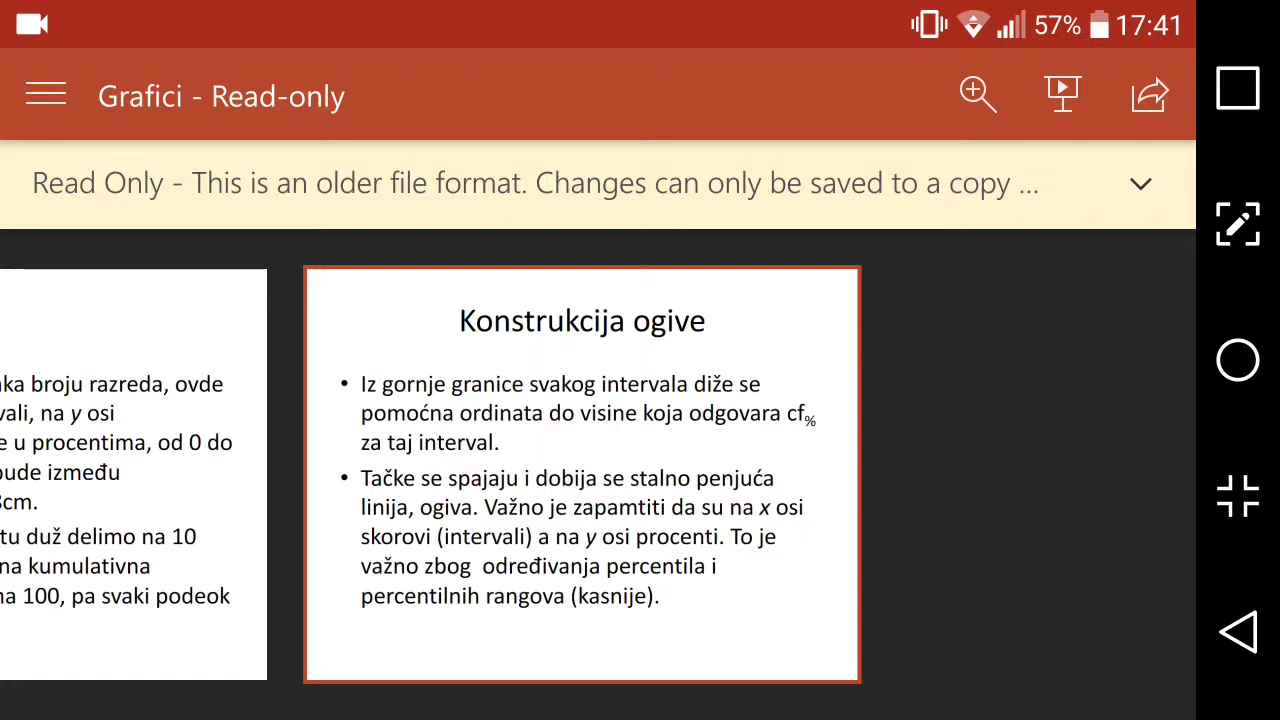 57% 17:41
Grafici - Read-only
Read Only - This is an older file format. Changes can only be saved to a copy ...
ka broju razreda, ovde
vali, na y osi
e u procentima, od 0 do
bude između
8cm.
tu duž delimo na 10
na kumulativna
na 100, pa svaki podeok
Konstrukcija ogive
• Iz gornje granice svakog intervala diže se
pomoćna ordinata do visine koja odgovara cf%
za taj interval.
• Tačke se spajaju i dobija se stalno penjuća
linija, ogiva. Važno je zapamtiti da su na x osi
skorovi (intervali) a na y osi procenti. To je
važno zbog određivanja percentila i
percentilnih rangova (kasnije).